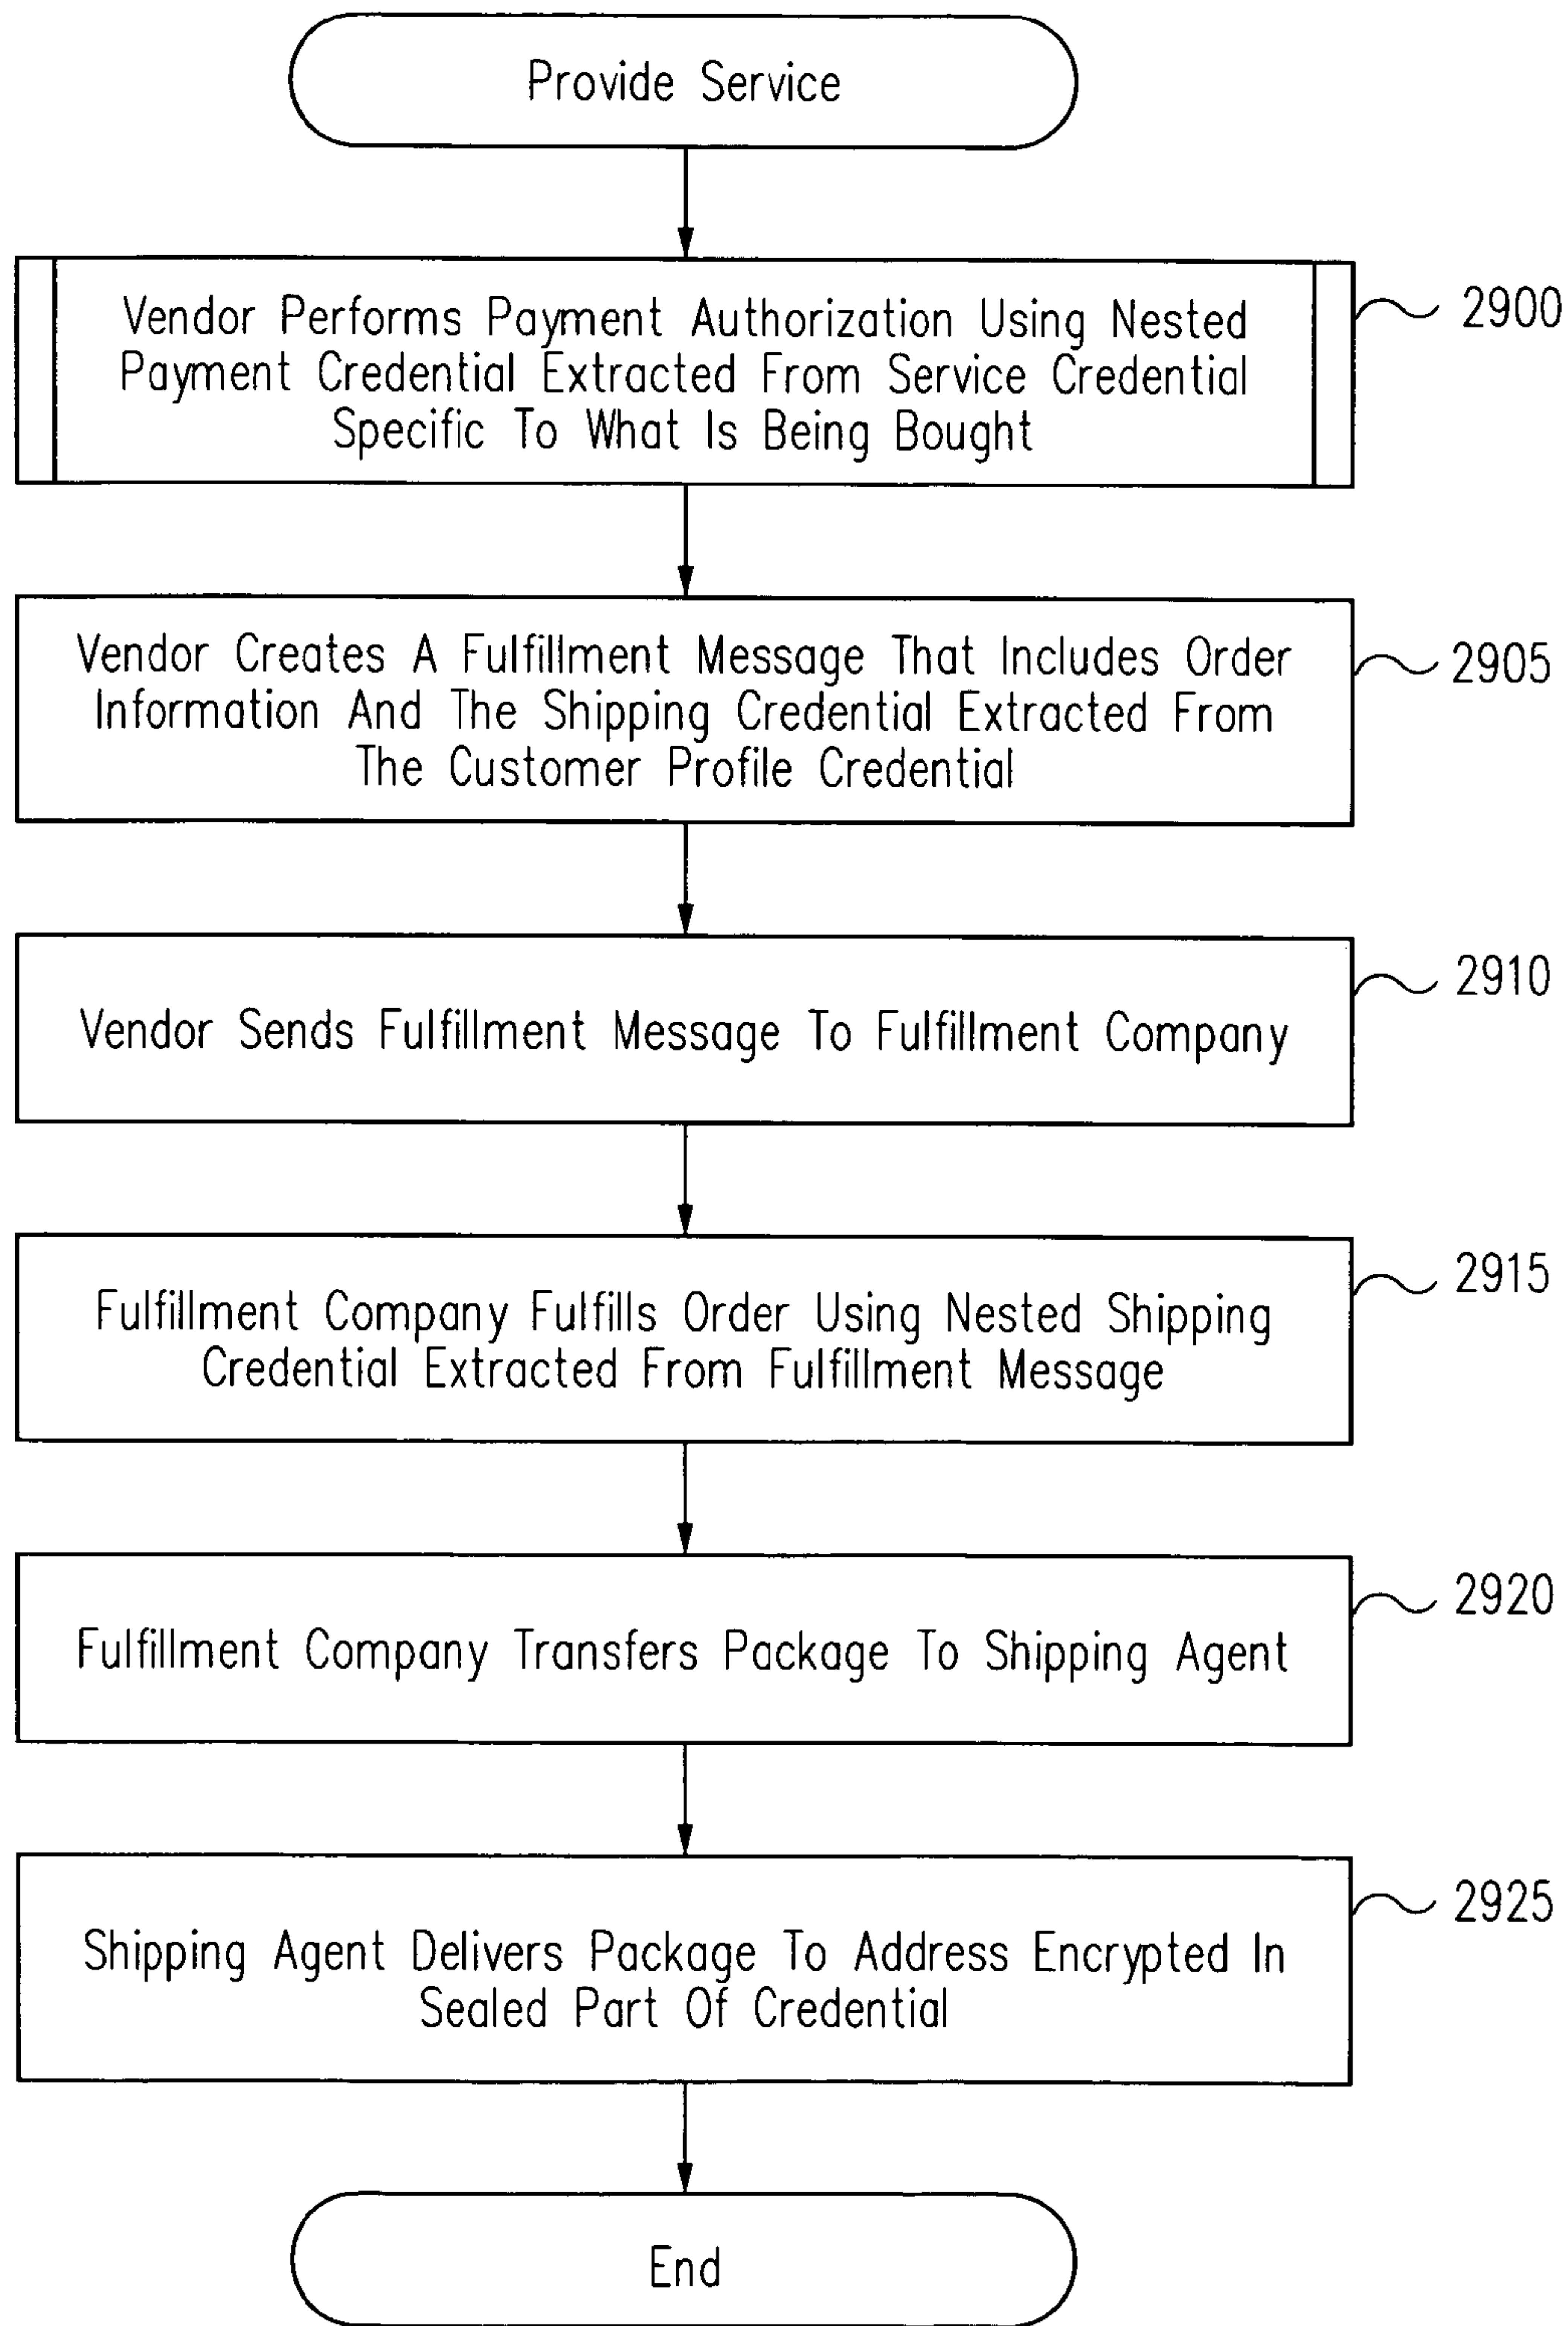 Provide Service
Vendor Performs Payment Authorization Using Nested
Payment Credential Extracted From Service Credential
Specific To What Is Being Bought
2900
Vendor Creates A Fulfillment Message That Includes Order
Information And The Shipping Credential Extracted From
The Customer Profile Credential
2905
Vendor Sends Fulfillment Message To Fulfillment Company
2910
Fulfillment Company Fulfills Order Using Nested Shipping
Credential Extracted From Fulfillment Message
2915
Fulfillment Company Transfers Package To Shipping Agent
2920
Shipping Agent Delivers Package To Address Encrypted In
Sealed Part Of Credential
2925
End